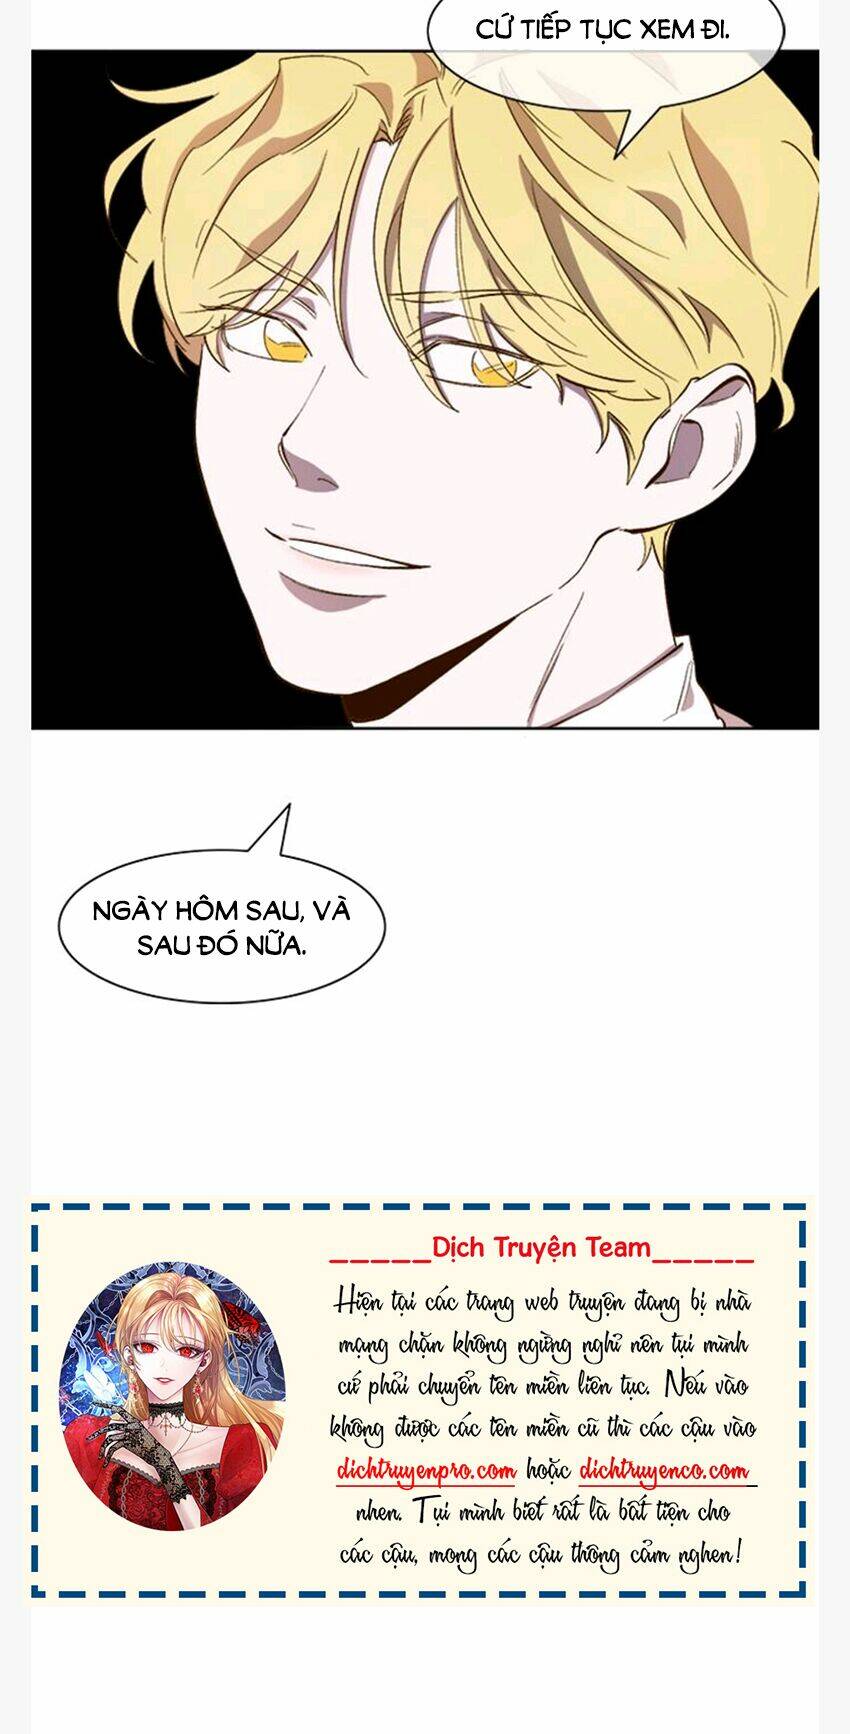 CỨ TIẾP TỤC XEM ĐI.
NGÀY HÔM SAU, VÀ
SAU ĐÓ NỮA.
_____Dịch Truyện Team_____
Hiện tại các trang web truyện đang bị nhà
mạng chặn không ngừng nghỉ nên tụi mình
cứ phải chuyển tên miền liên tục. Nếu vào
không được các tên miền cũ thì các cậu vào
dichtruyenpro.com hoặc dichtruyenco.com
nhen. Tụi mình biết rất là bất tiện cho
các cậu, mong các cậu thông cảm nghen!